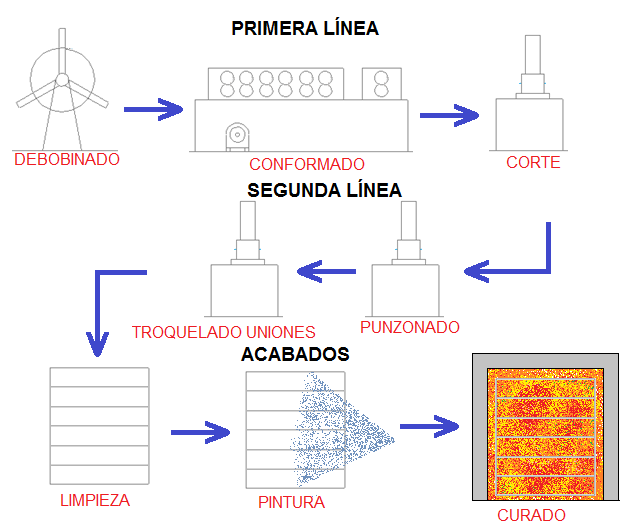 PRIMERA LÍNEA
DEBOBINADO
CONFORMADO
CORTE
SEGUNDA LÍNEA
TROQUELADO UNIONES
PUNZONADO
ACABADOS
LIMPIEZA
PINTURA
CURADO